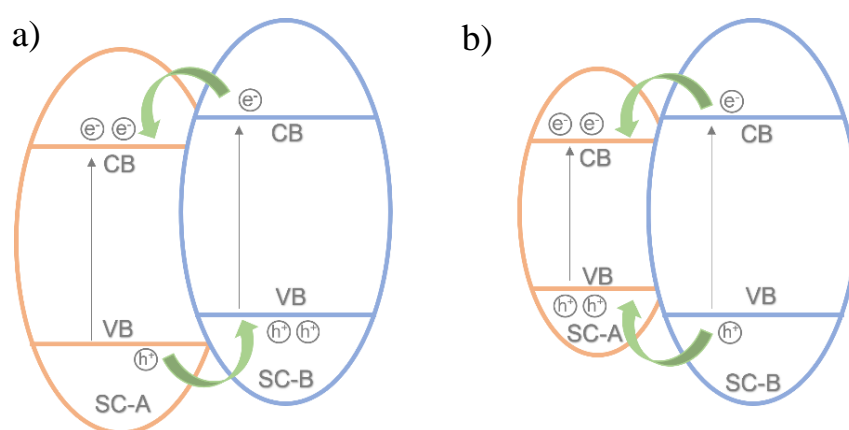 a)
e⁻
e⁻ e⁻
CB
CB
VB
VB
h⁺ h⁺
h⁺
SC-B
SC-A
b)
e⁻
e⁻ e⁻
CB
CB
VB
VB
h⁺ h⁺
SC-A
h⁺
SC-B